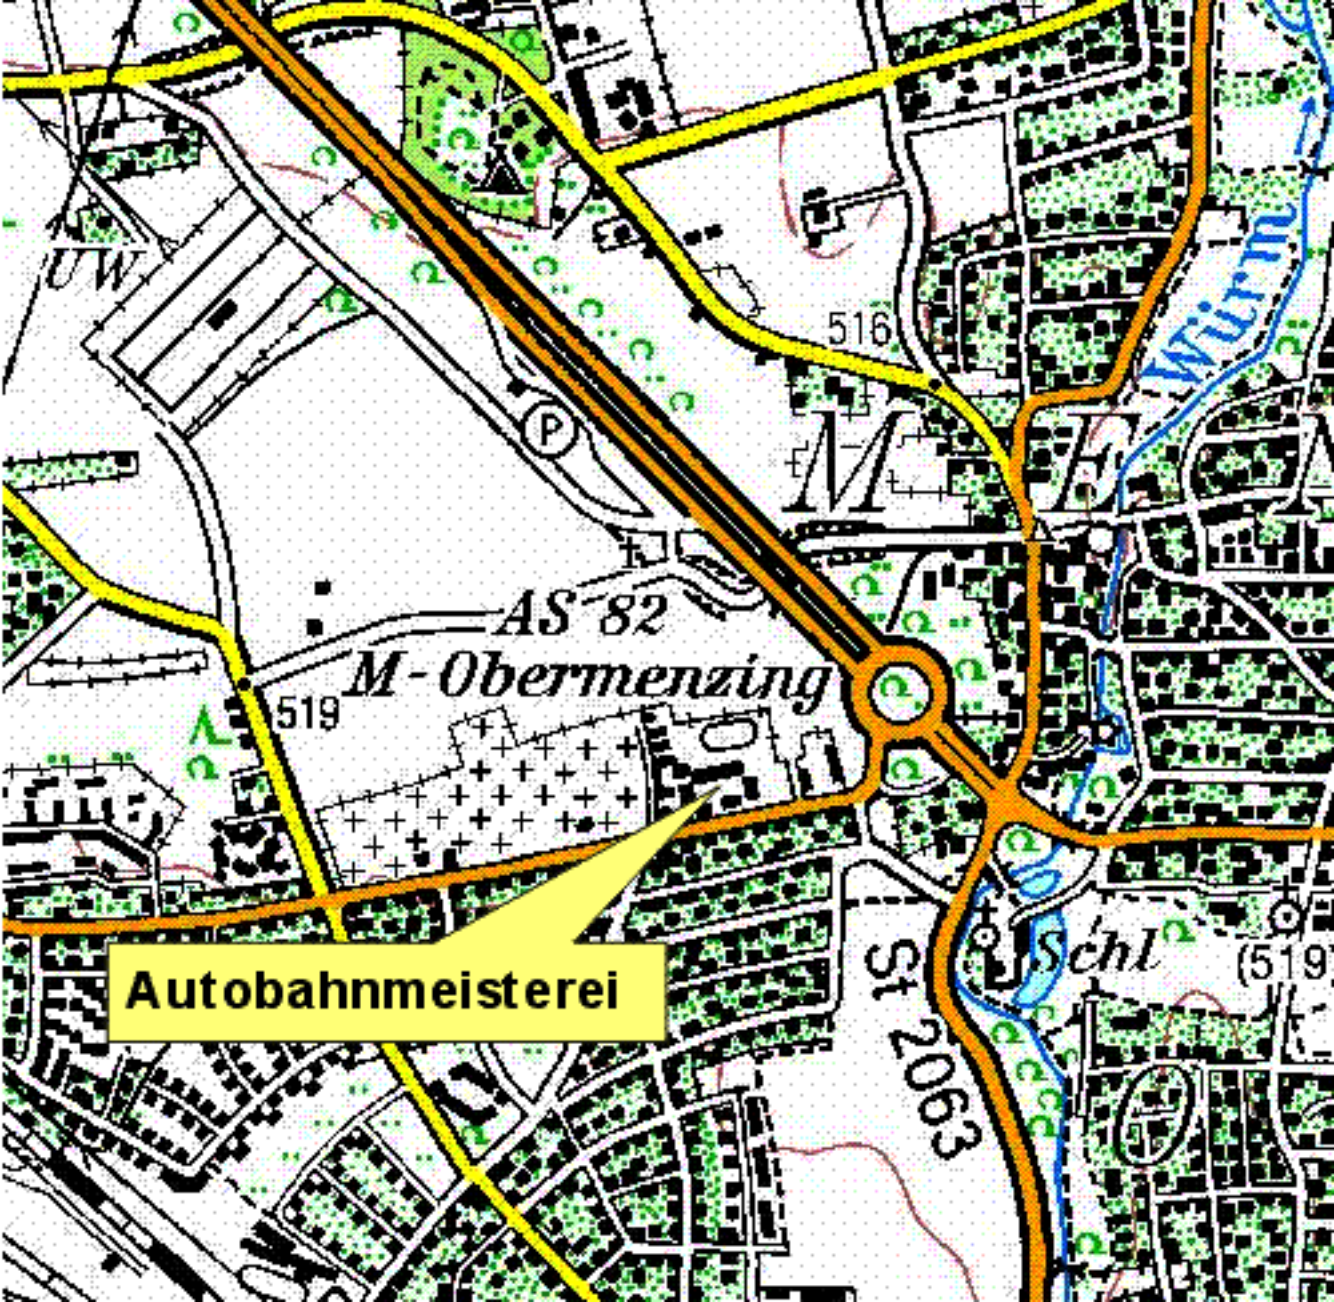 UW
516
Würm
P
M E
AS 82
M-Obermenzing
519
Autobahnmeisterei
Schl
(519
St 2063
O